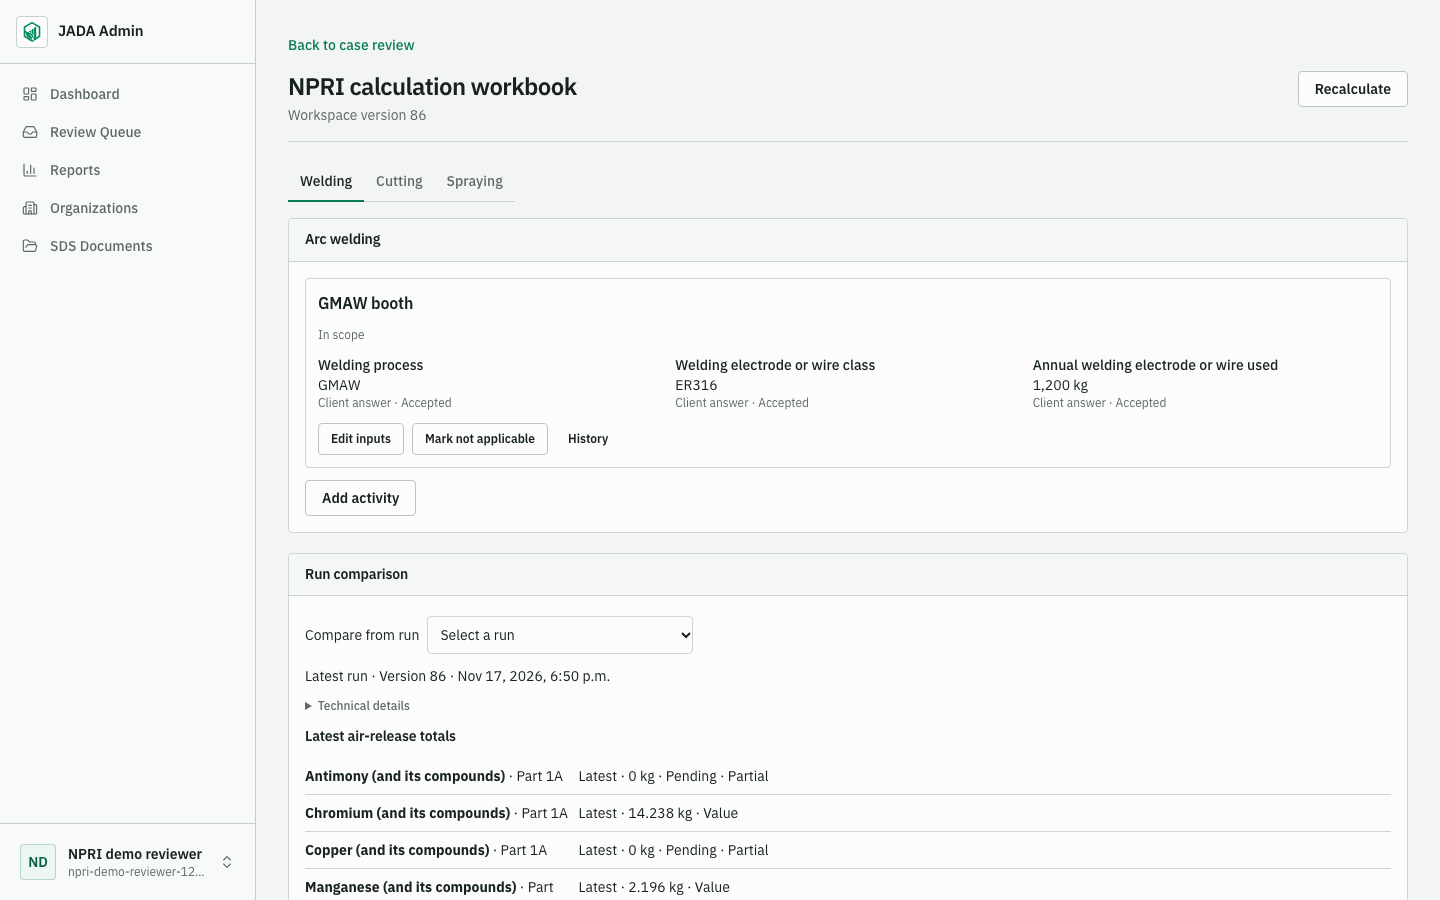 JADA Admin
Dashboard
Review Queue
Reports
Organizations
SDS Documents
ND
NPRI demo reviewer
npri-demo-reviewer-12...
Back to case review
NPRI calculation workbook
Workspace version 86
Recalculate
Welding
Cutting
Spraying
Arc welding
GMAW booth
In scope
Welding process
GMAW
Client answer · Accepted
Welding electrode or wire class
ER316
Client answer · Accepted
Annual welding electrode or wire used
1,200 kg
Client answer · Accepted
Edit inputs
Mark not applicable
History
Add activity
Run comparison
Compare from run
Select a run
Latest run · Version 86 · Nov 17, 2026, 6:50 p.m.
Technical details
Latest air-release totals
Antimony (and its compounds) · Part 1A Latest · 0 kg · Pending · Partial
Chromium (and its compounds) · Part 1A Latest · 14.238 kg · Value
Copper (and its compounds) · Part 1A Latest · 0 kg · Pending · Partial
Manganese (and its compounds) · Part Latest · 2.196 kg · Value